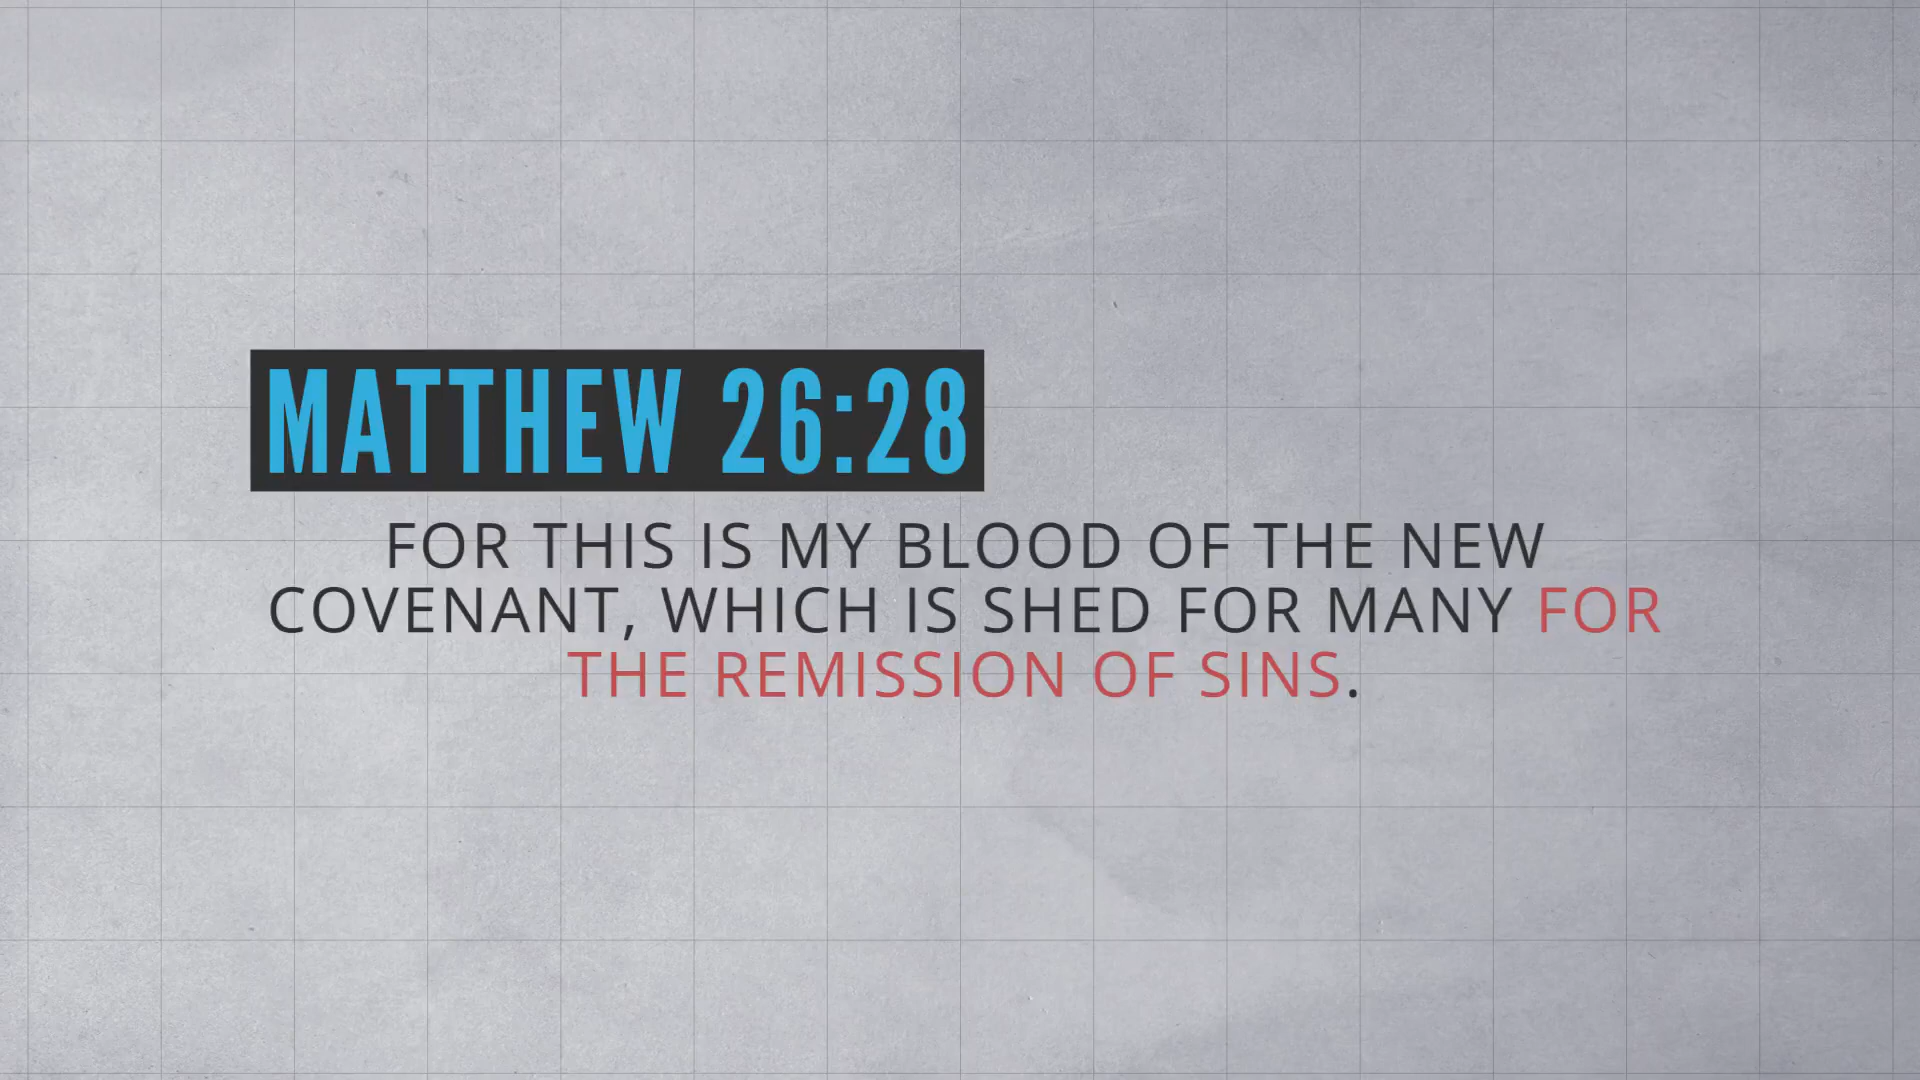 MATTHEW 26:28
FOR THIS IS MY BLOOD OF THE NEW
COVENANT, WHICH IS SHED FOR MANY FOR
THE REMISSION OF SINS.